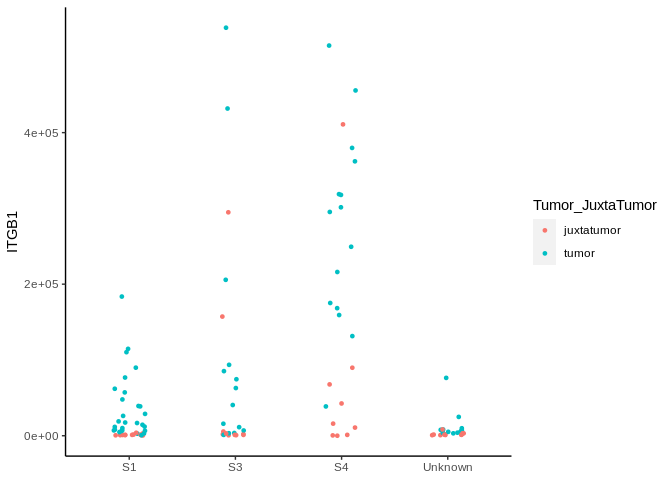 ITGB1
4e+05
2e+05
0e+00
S1
S3
S4
Unknown
Tumor_JuxtaTumor
juxtatumor
tumor